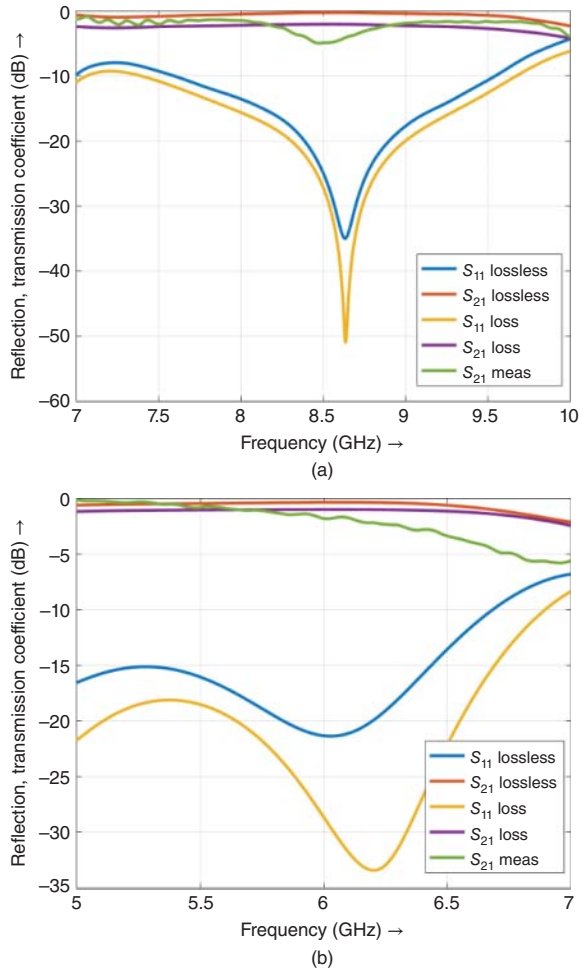 0
−10
−20
−30
−40
−50
−60
Reflection, transmission coefficient (dB) →
S11 lossless
S21 lossless
S11 loss
S21 loss
S21 meas
7 7.5 8 8.5 9 9.5 10
Frequency (GHz) →
(a)
0
−5
−10
−15
−20
−25
−30
−35
Reflection, transmission coefficient (dB) →
S11 lossless
S21 lossless
S11 loss
S21 loss
S21 meas
5 5.5 6 6.5 7
Frequency (GHz) →
(b)